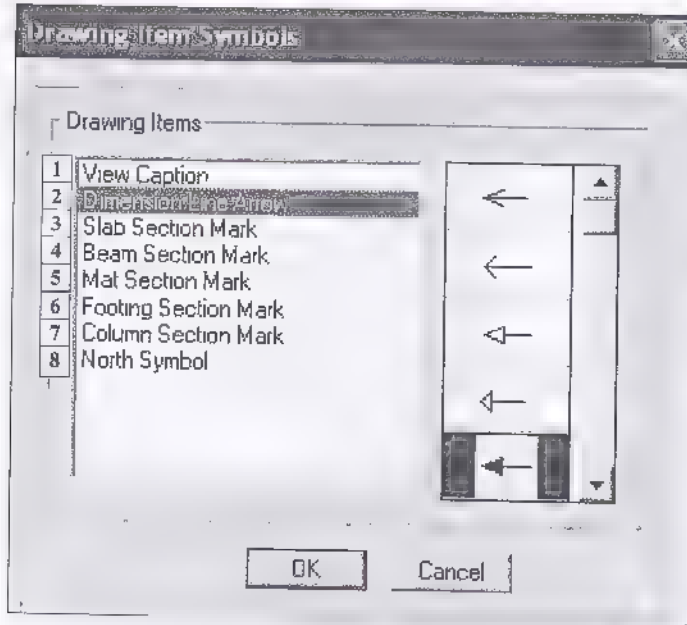 Drawing Item Symbols
Drawing Items
1 View Caption
2 Dimension Line Arrow
3 Slab Section Mark
4 Beam Section Mark
5 Mat Section Mark
6 Footing Section Mark
7 Column Section Mark
8 North Symbol
OK Cancel